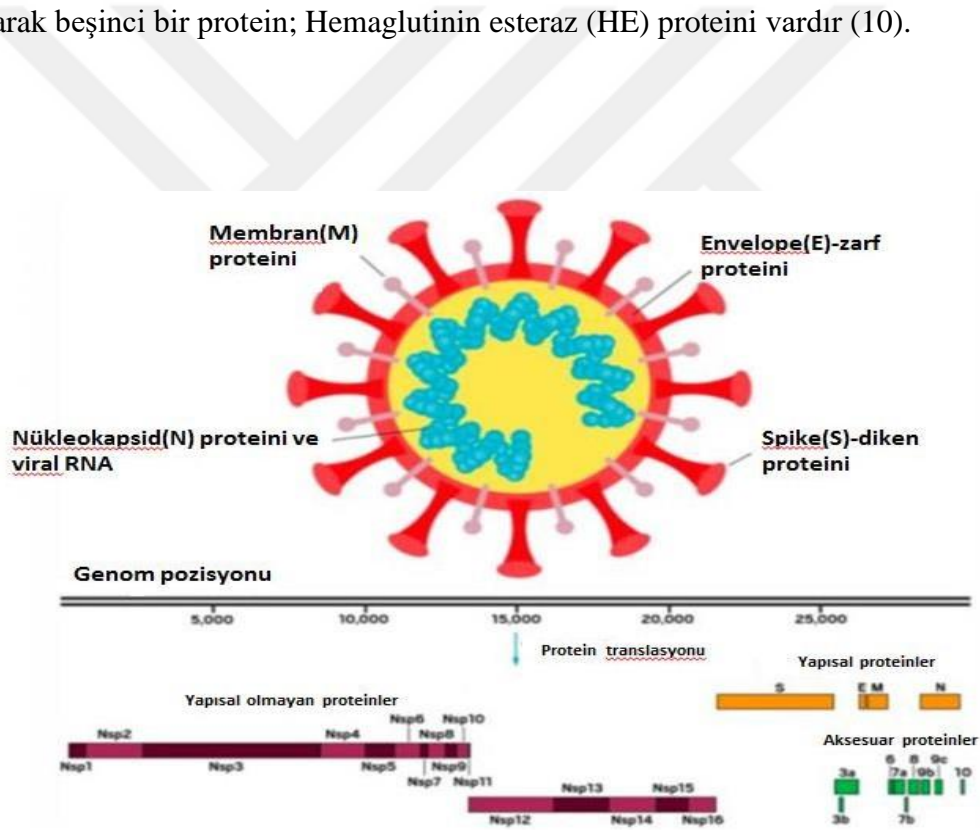 arak beşinci bir protein; Hemaglutinin esteraz (HE) proteini vardır (10).
Membran(M)
proteini
Envelope(E)-zarf
proteini
Nükleokapsid(N) proteini ve
viral RNA
Spike(S)-diken
proteini
Genom pozisyonu
5,000 10,000 15,000 20,000 25,000
Protein translasyonu
Yapısal proteinler
S E M N
Yapısal olmayan proteinler
Nsp6 Nsp10
Nsp2 Nsp4 Nsp8
Nsp1 Nsp3 Nsp5 Nsp9
Nsp7 Nsp11
Aksesuar proteinler
6 8 9c
3a 7a 9b 10
3b 7b
Nsp13 Nsp15
Nsp12 Nsp14 Nsp16